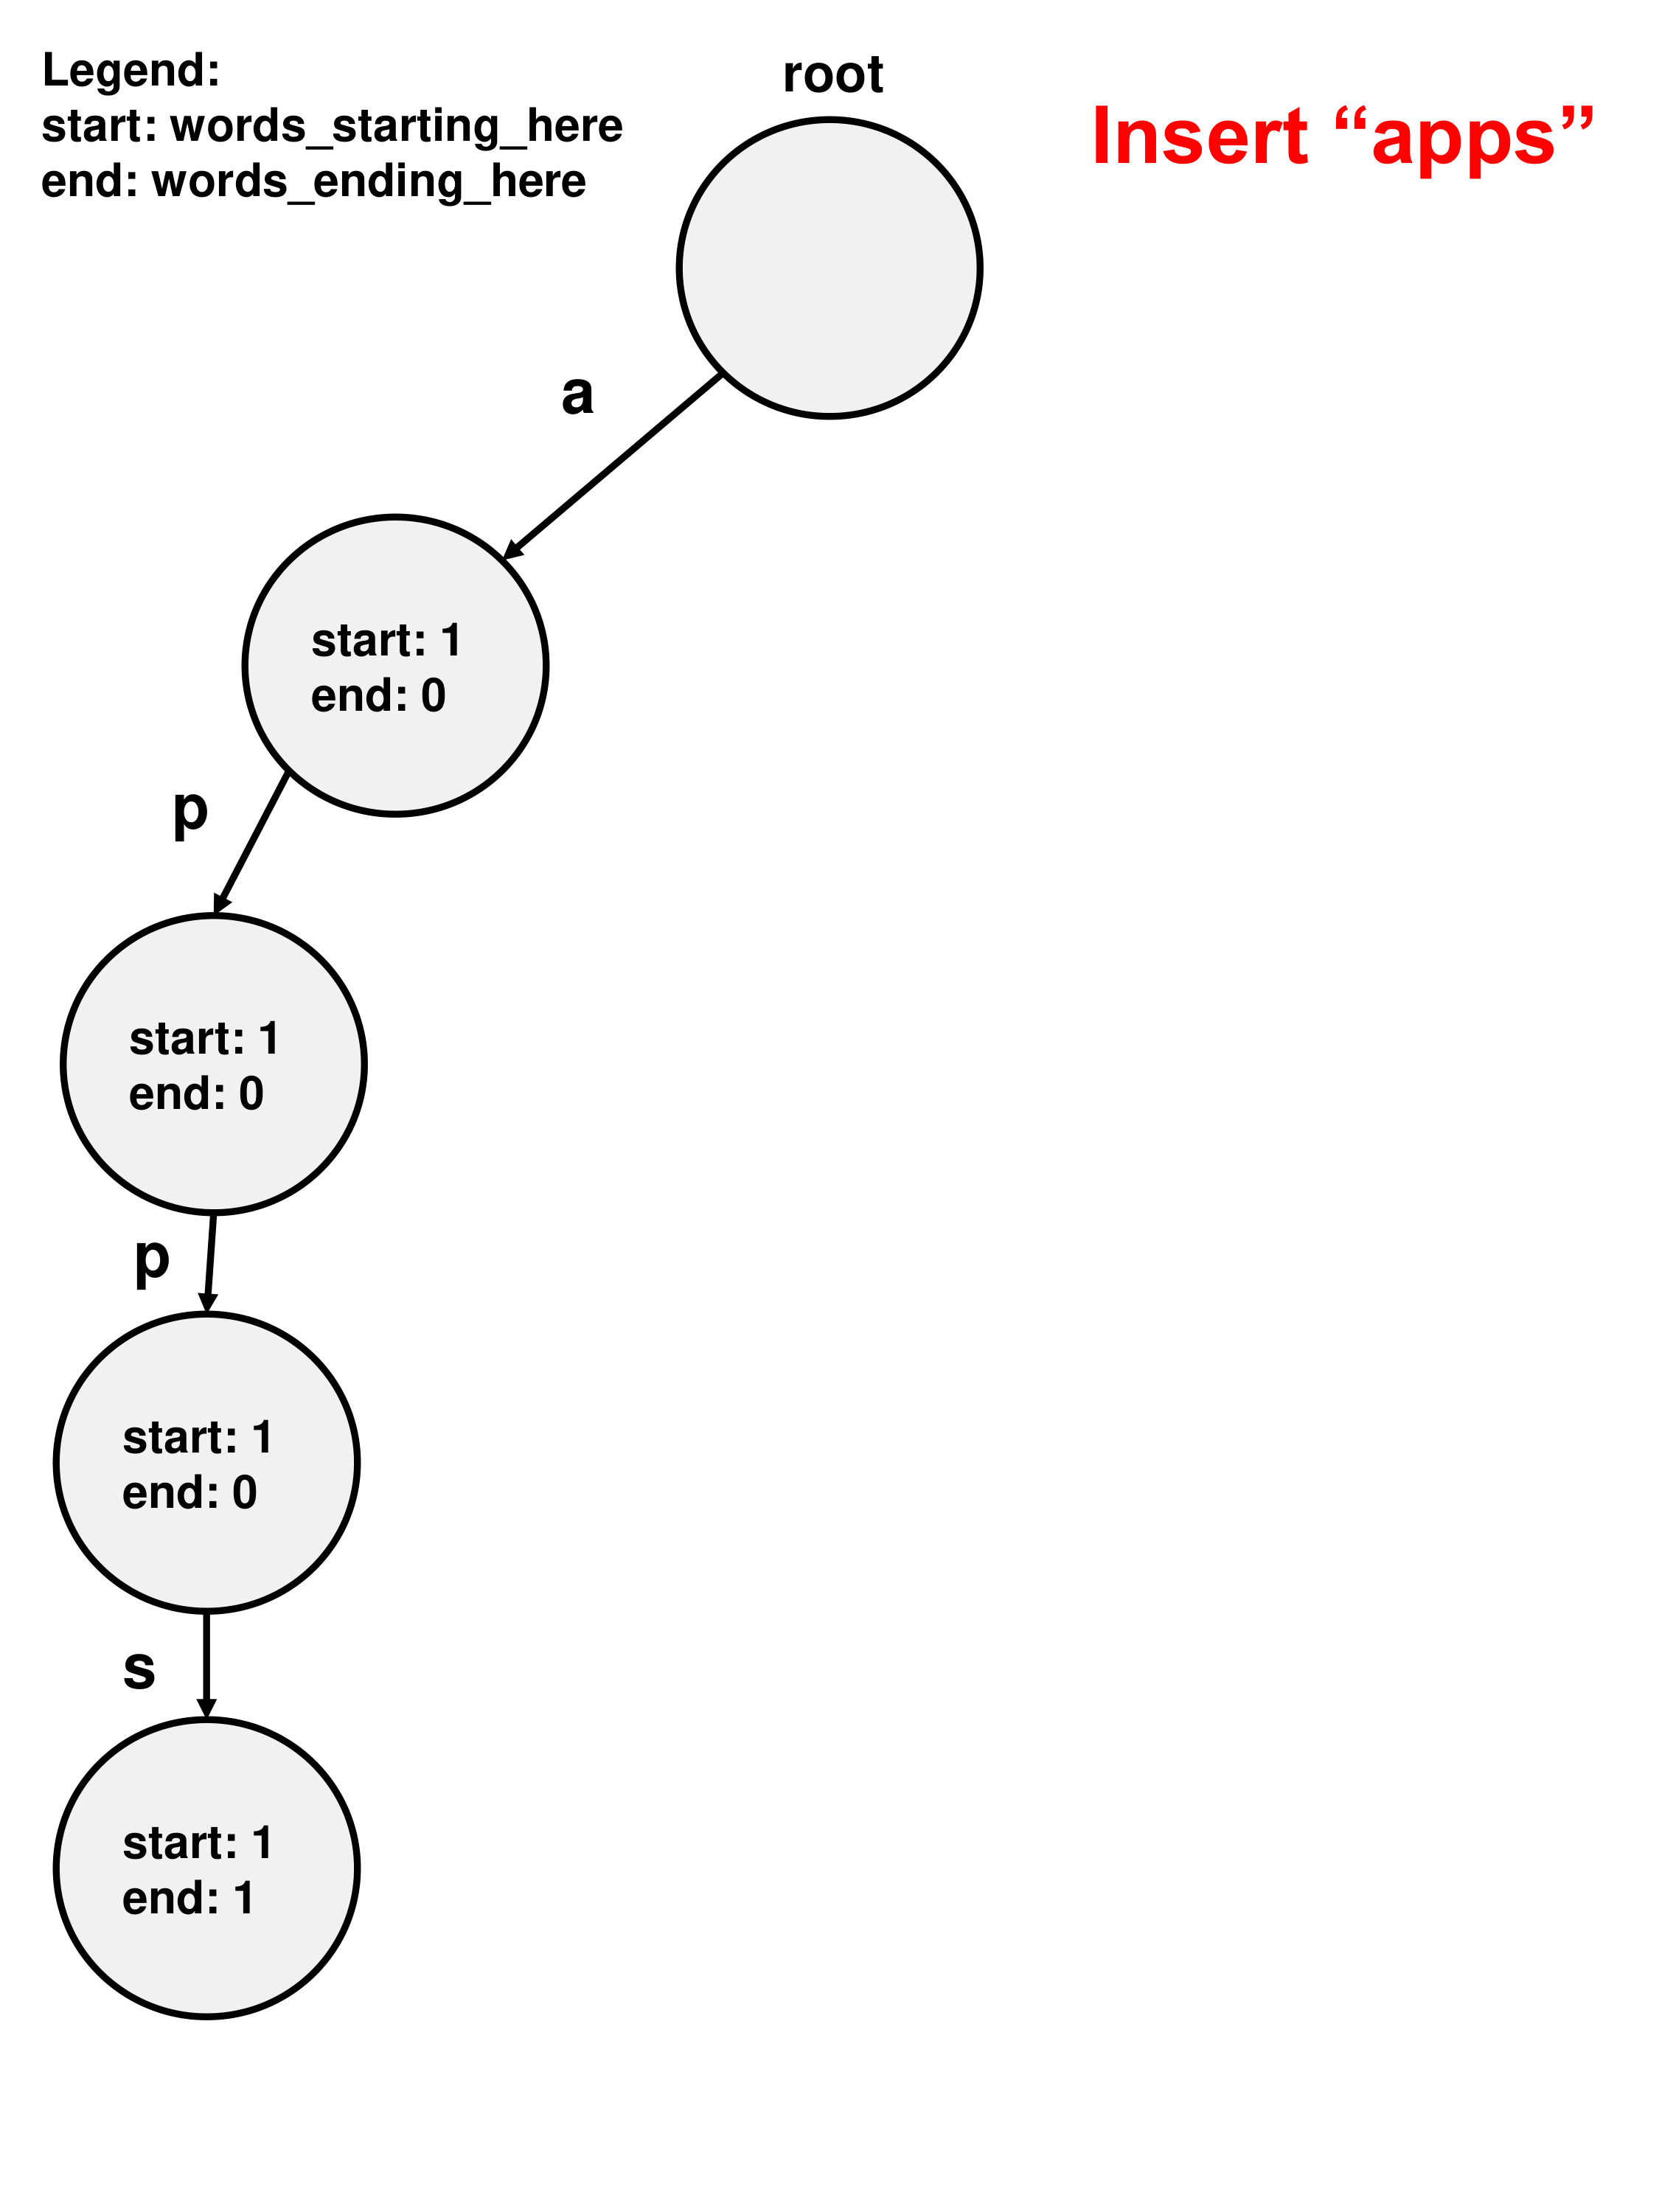 Legend:
start: words_starting_here
end: words_ending_here
root
Insert “apps”
a
start: 1
end: 0
p
start: 1
end: 0
p
start: 1
end: 0
s
start: 1
end: 1